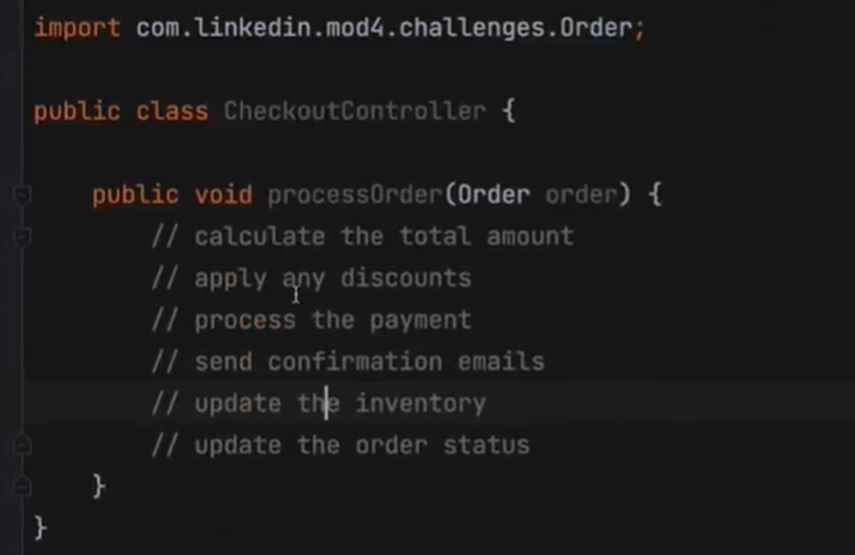 import com.linkedin.mod4.challenges.Order;
public class CheckoutController {
public void processOrder(Order order) {
// calculate the total amount
// apply any discounts
// process the payment
// send confirmation emails
// update the inventory
// update the order status
}
}